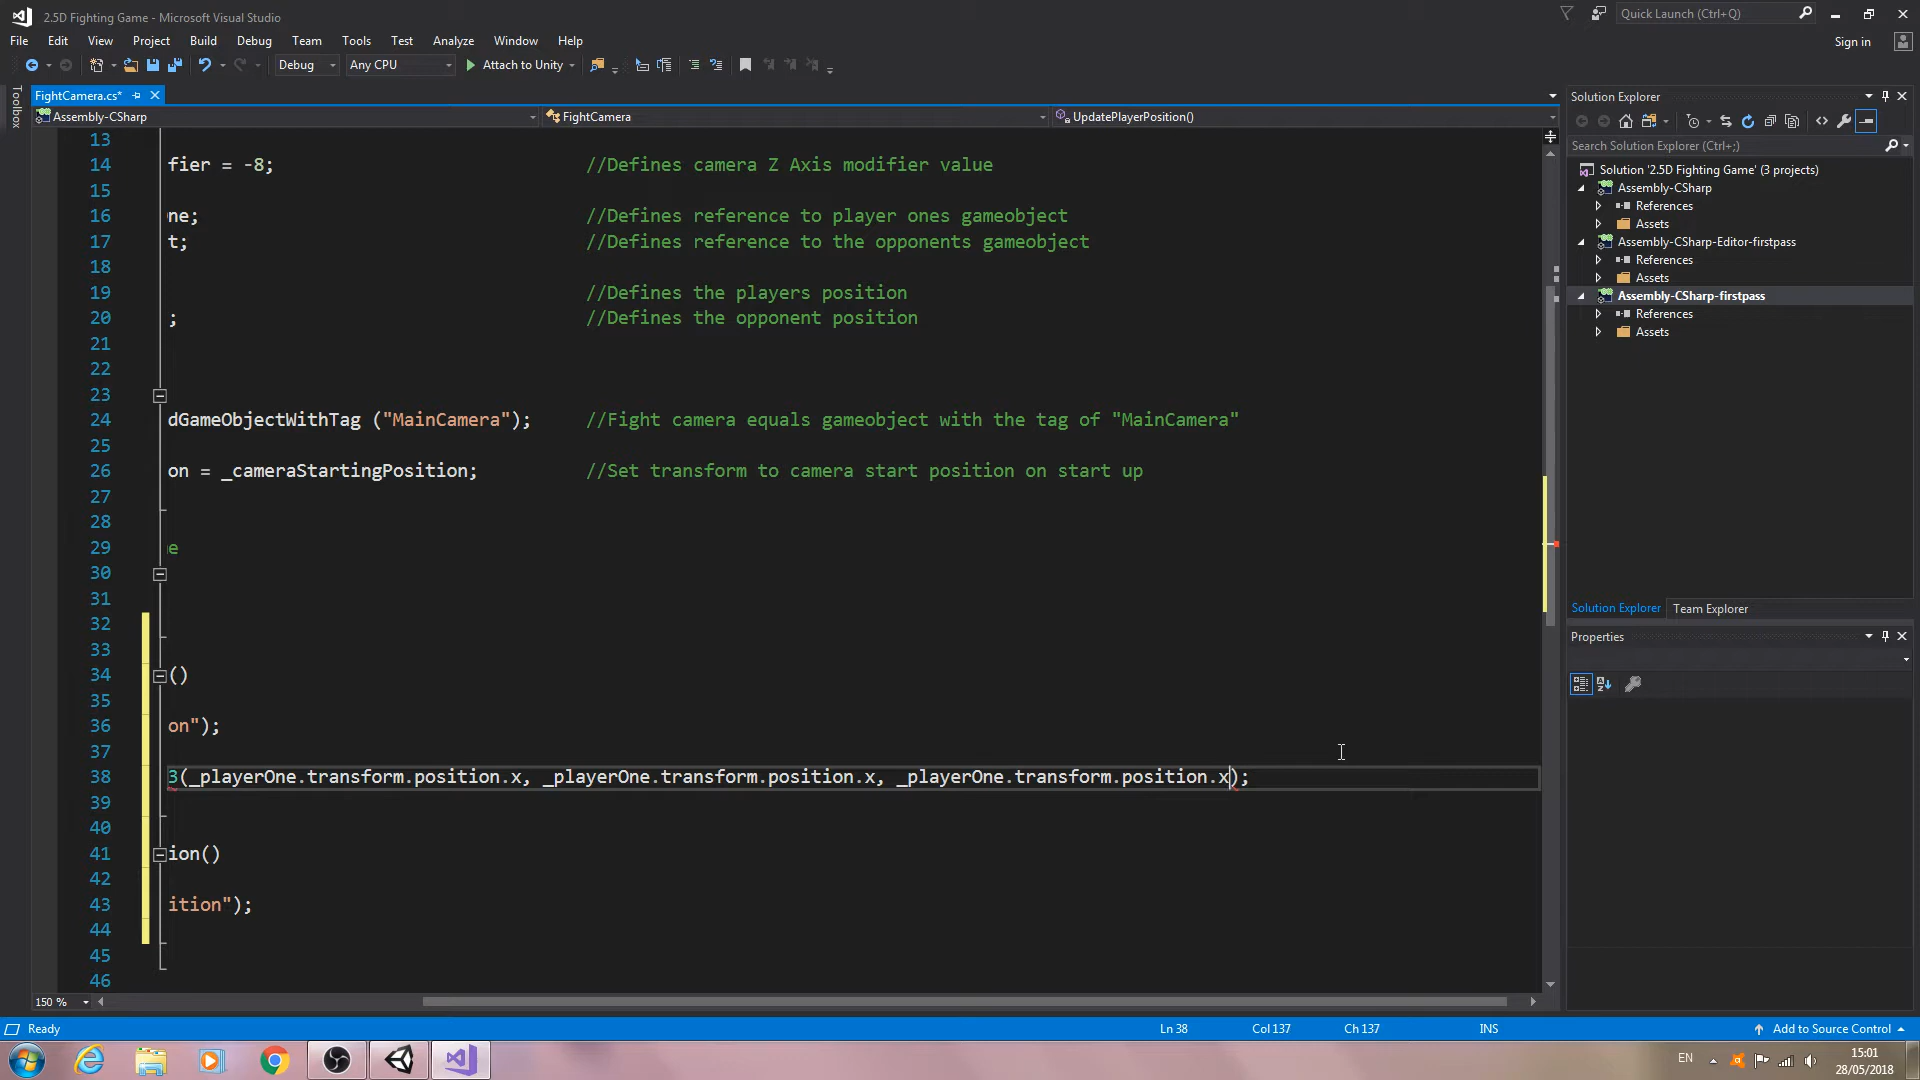 2.5D Fighting Game - Microsoft Visual Studio
Quick Launch (Ctrl+Q)
File Edit View Project Build Debug Team Tools Test Analyze Window Help
Sign in
Debug Any CPU Attach to Unity
Toolbox
FightCamera.cs*
Assembly-CSharp FightCamera UpdatePlayerPosition()
13
14 fier = -8; //Defines camera Z Axis modifier value
15
16 ne; //Defines reference to player ones gameobject
17 t; //Defines reference to the opponents gameobject
18
19 //Defines the players position
20 ; //Defines the opponent position
21
22
23
24 dGameObjectWithTag ("MainCamera"); //Fight camera equals gameobject with the tag of "MainCamera"
25
26 on = _cameraStartingPosition; //Set transform to camera start position on start up
27
28
29 e
30
31
32
33
34 ()
35
36 on");
37
38 3(_playerOne.transform.position.x, _playerOne.transform.position.x, _playerOne.transform.position.x);
39
40
41 ion()
42
43 ition");
44
45
46
150 %
Solution Explorer
Search Solution Explorer (Ctrl+;)
Solution '2.5D Fighting Game' (3 projects)
Assembly-CSharp
References
Assets
Assembly-CSharp-Editor-firstpass
References
Assets
Assembly-CSharp-firstpass
References
Assets
Solution Explorer Team Explorer
Properties
Ready Ln 38 Col 137 Ch 137 INS Add to Source Control
EN 15:01
28/05/2018